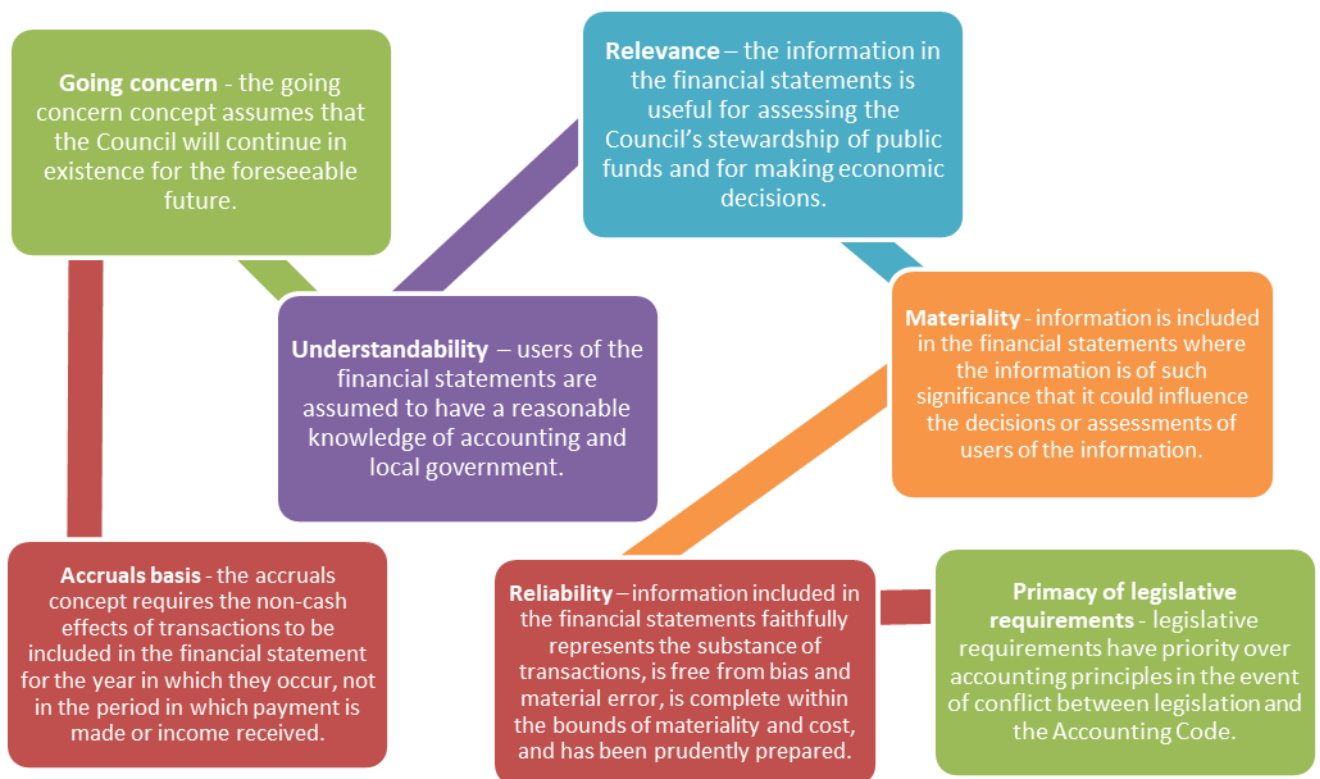 Going concern - the going
concern concept assumes that
the Council will continue in
existence for the foreseeable
future.
Relevance – the information in
the financial statements is
useful for assessing the
Council’s stewardship of public
funds and for making economic
decisions.
Understandability – users of the
financial statements are
assumed to have a reasonable
knowledge of accounting and
local government.
Materiality - information is included
in the financial statements where
the information is of such
significance that it could influence
the decisions or assessments of
users of the information.
Accruals basis - the accruals
concept requires the non-cash
effects of transactions to be
included in the financial statement
for the year in which they occur, not
in the period in which payment is
made or income received.
Reliability – information included in
the financial statements faithfully
represents the substance of
transactions, is free from bias and
material error, is complete within
the bounds of materiality and cost,
and has been prudently prepared.
Primacy of legislative
requirements - legislative
requirements have priority over
accounting principles in the event
of conflict between legislation and
the Accounting Code.